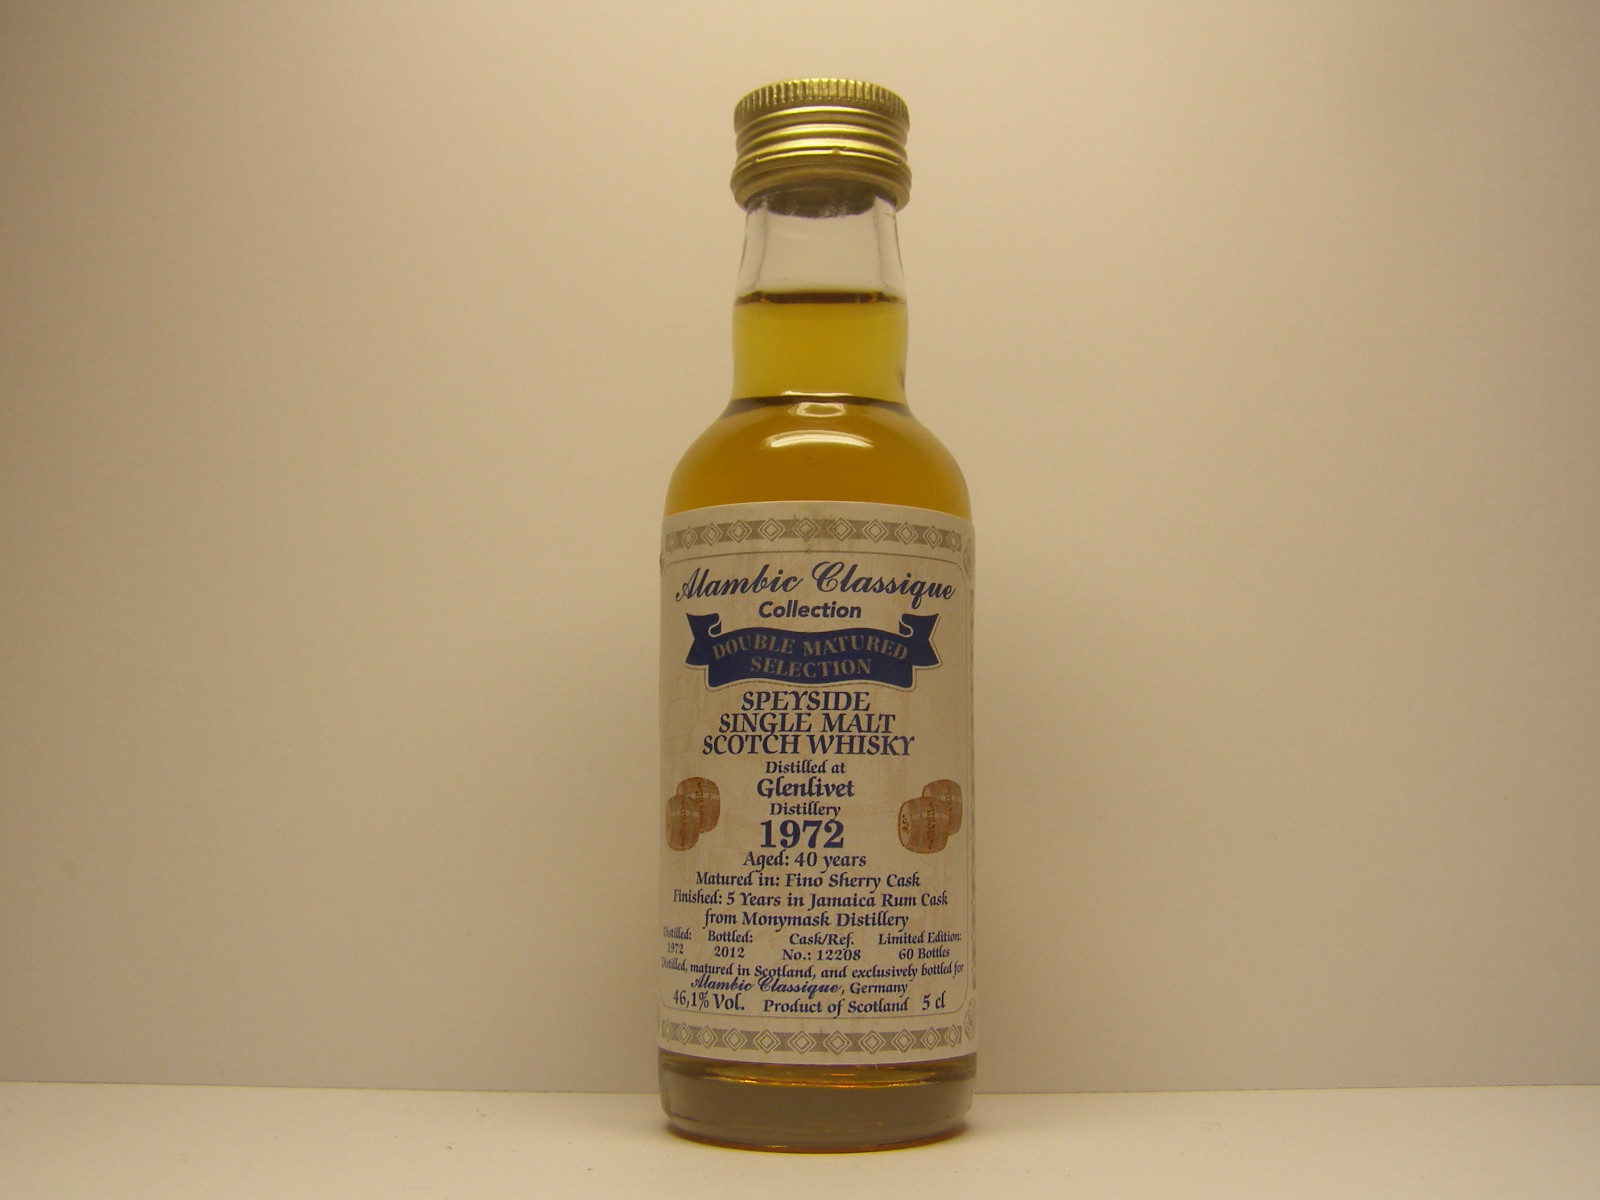 Alambic Classique
Collection
DOUBLE MATURED
SELECTION
SPEYSIDE
SINGLE MALT
SCOTCH WHISKY
Distilled at
Glenlivet
Distillery
1972
Aged: 40 years
Matured in: Fino Sherry Cask
Finished: 5 Years in Jamaica Rum Cask
from Monymask Distillery
Distilled: Bottled: Cask/Ref. Limited Edition:
1972 2012 No.: 12208 60 Bottles
Distilled, matured in Scotland, and exclusively bottled for
Alambic Classique, Germany
46,1% Vol. Product of Scotland 5 cl